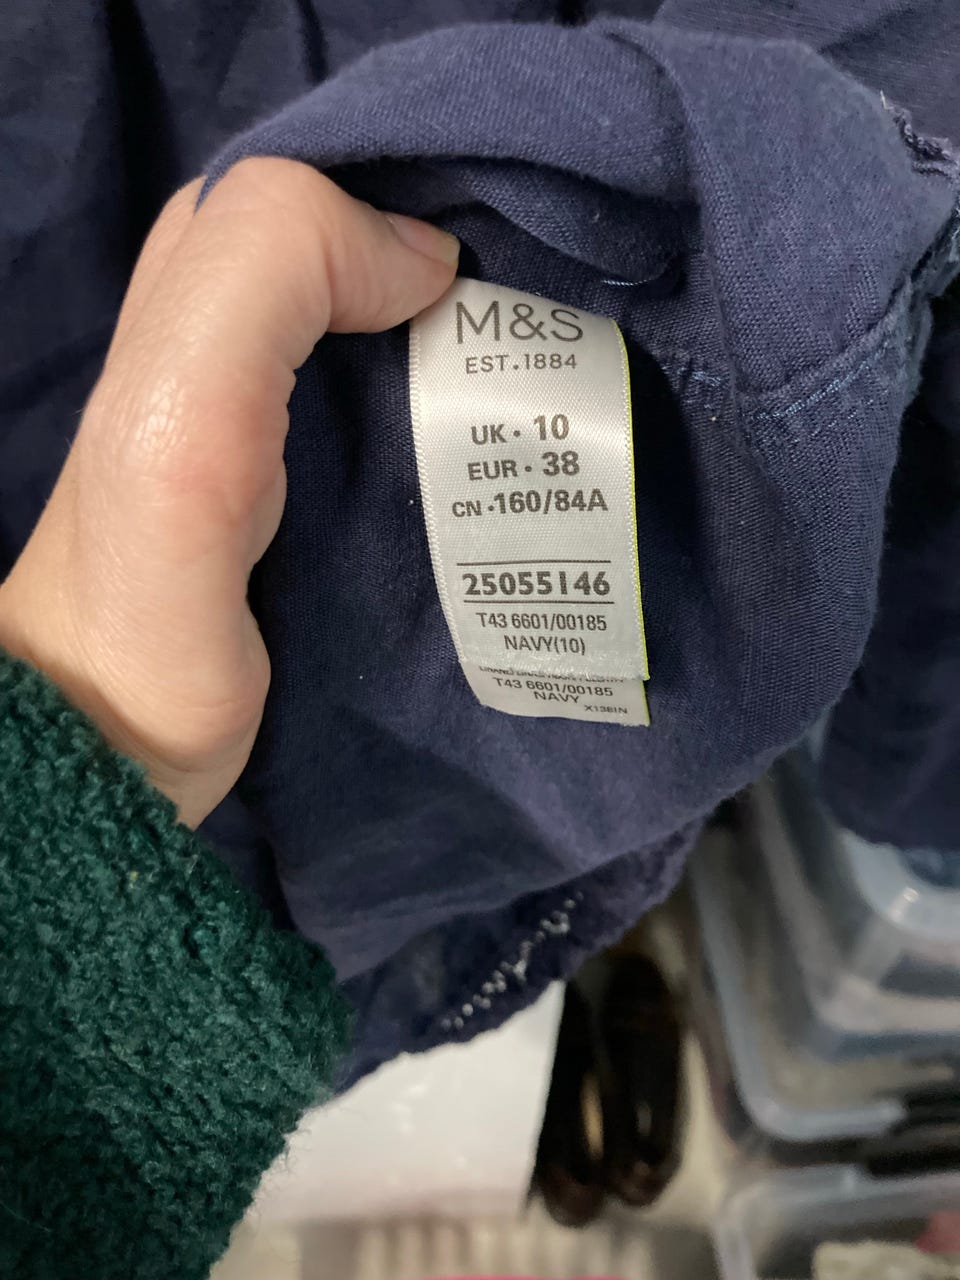 M&S
EST.1884
UK • 10
EUR • 38
CN •160/84A
25055146
T43 6601/00185
NAVY(10)
T43 6601/00185
NAVY
X138IN